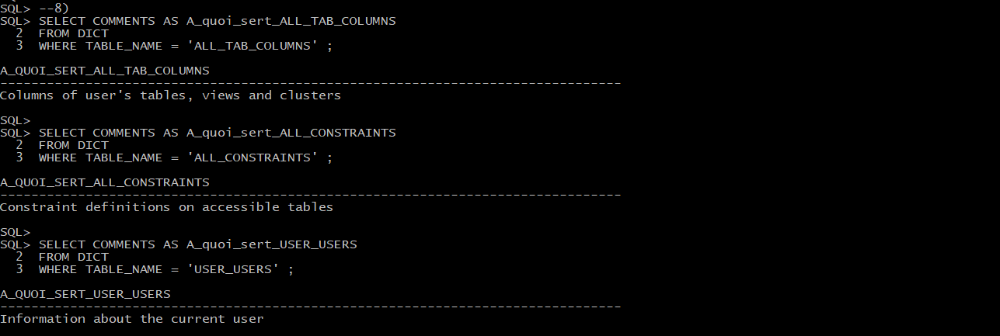 SQL> --8)
SQL> SELECT COMMENTS AS A_quoi_sert_ALL_TAB_COLUMNS
  2  FROM DICT
  3  WHERE TABLE_NAME = 'ALL_TAB_COLUMNS' ;
A_QUOI_SERT_ALL_TAB_COLUMNS
--------------------------------------------------------------------------------
Columns of user's tables, views and clusters
SQL>
SQL> SELECT COMMENTS AS A_quoi_sert_ALL_CONSTRAINTS
  2  FROM DICT
  3  WHERE TABLE_NAME = 'ALL_CONSTRAINTS' ;
A_QUOI_SERT_ALL_CONSTRAINTS
--------------------------------------------------------------------------------
Constraint definitions on accessible tables
SQL>
SQL> SELECT COMMENTS AS A_quoi_sert_USER_USERS
  2  FROM DICT
  3  WHERE TABLE_NAME = 'USER_USERS' ;
A_QUOI_SERT_USER_USERS
--------------------------------------------------------------------------------
Information about the current user